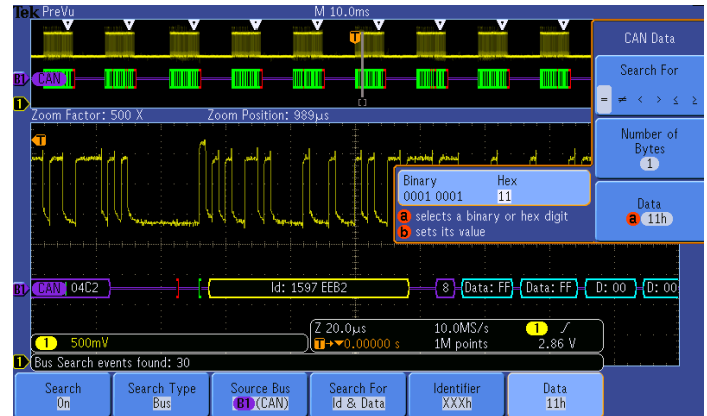 Tek PreVu M 10.0ms
CAN Data
T
Search For
B1 CAN
= ≠ < > ≤ ≥
1
[]
Zoom Factor: 500 X Zoom Position: 989µs
Number of
Bytes
1
T
Binary Hex
0001 0001 11
a selects a binary or hex digit
b sets its value
Data
a 11h
B1 CAN 04C2 Id: 1597 EEB2 8 Data: FF Data: FF D: 00 D: 00
1 500mV
Z 20.0µs 10.0MS/s 1 /
T→▼0.00000 s 1M points 2.86 V
1 Bus Search events found: 30
Search
On
Search Type
Bus
Source Bus
B1 (CAN)
Search For
Id & Data
Identifier
XXXh
Data
11h